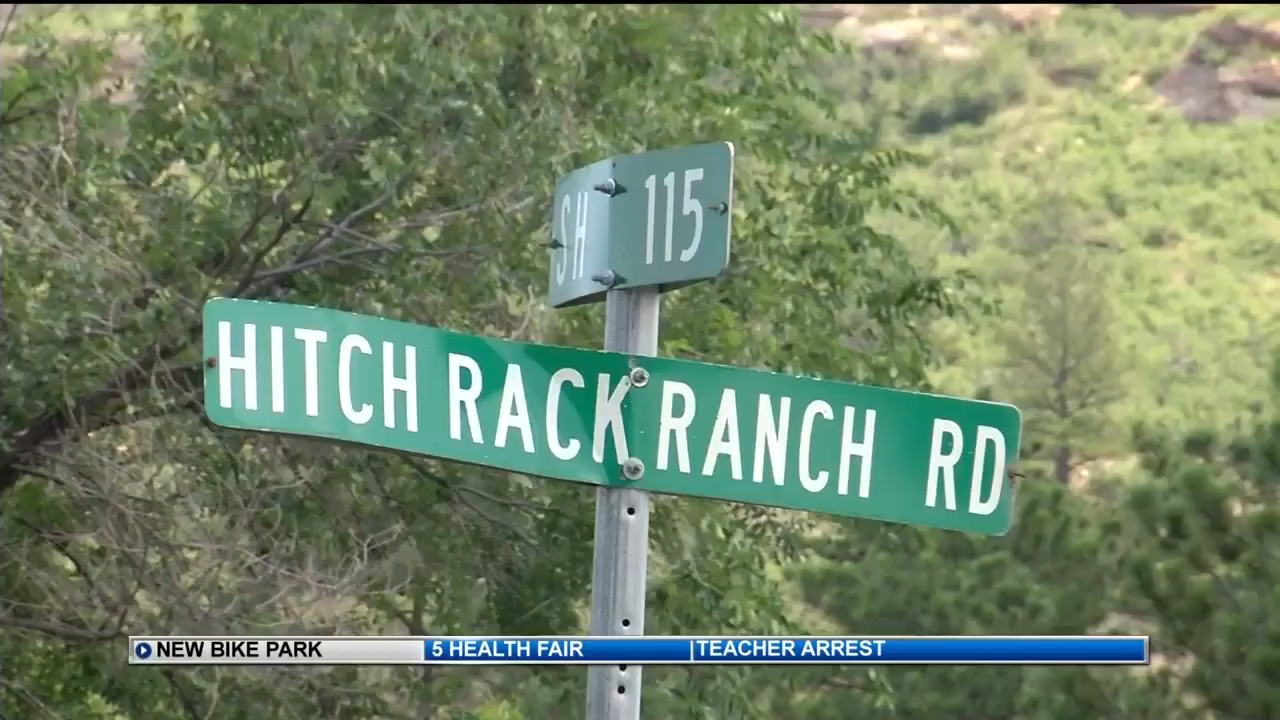 SH 115
HITCH RACK RANCH RD
NEW BIKE PARK 5 HEALTH FAIR TEACHER ARREST